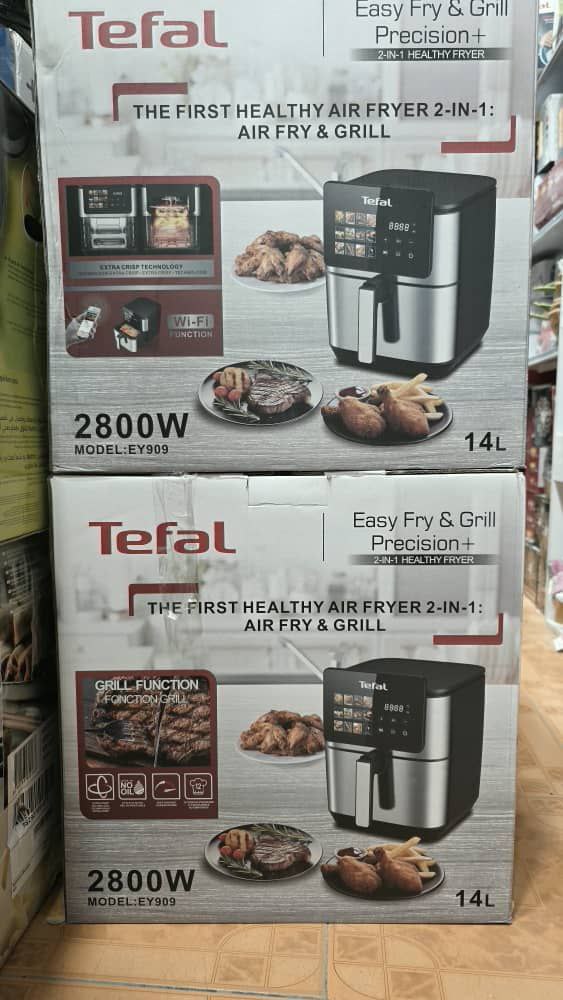 Tefal
Easy Fry & Grill
Precision+
2-IN-1 HEALTHY FRYER
THE FIRST HEALTHY AIR FRYER 2-IN-1:
AIR FRY & GRILL
Tefal
8888
EXTRA CRISP TECHNOLOGY
Wi-Fi
FUNCTION
2800W
MODEL:EY909
14L
Tefal
Easy Fry & Grill
Precision+
2-IN-1 HEALTHY FRYER
THE FIRST HEALTHY AIR FRYER 2-IN-1:
AIR FRY & GRILL
GRILL FUNCTION
FONCTION GRILL
Tefal
8888
NO
OIL
12
2800W
MODEL:EY909
14L